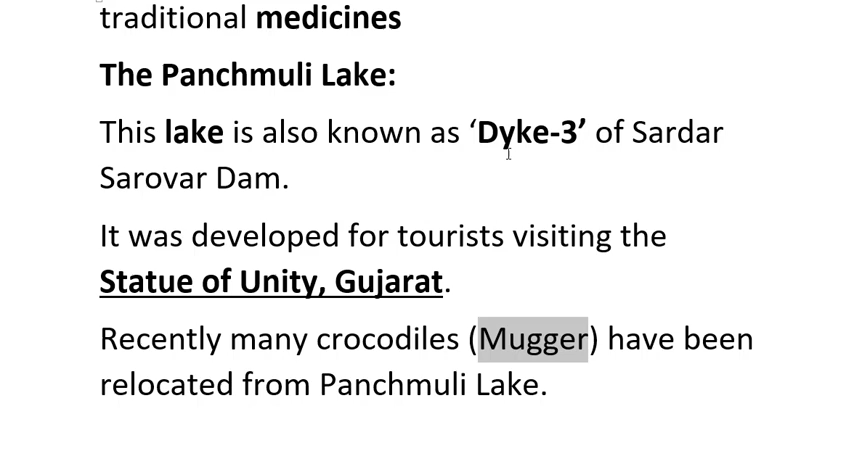 traditional medicines
The Panchmuli Lake:
This lake is also known as ‘Dyke-3’ of Sardar
Sarovar Dam.
It was developed for tourists visiting the
Statue of Unity, Gujarat.
Recently many crocodiles (Mugger) have been
relocated from Panchmuli Lake.